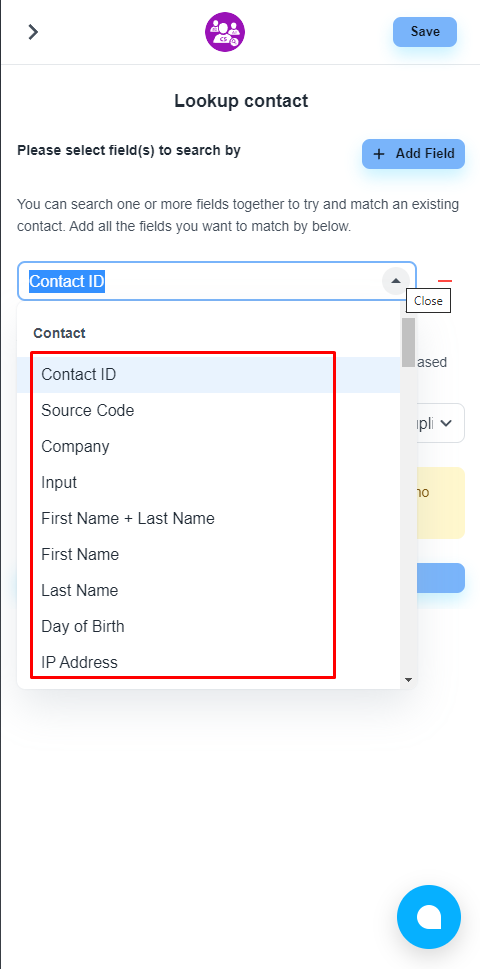 Save
Lookup contact
Please select field(s) to search by
+ Add Field
You can search one or more fields together to try and match an existing
contact. Add all the fields you want to match by below.
Contact ID
Close
Contact
Contact ID
Source Code
Company
Input
First Name + Last Name
First Name
Last Name
Day of Birth
IP Address